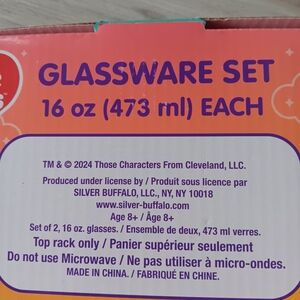 GLASSWARE SET
16 oz (473 ml) EACH
TM & © 2024 Those Characters From Cleveland, LLC.
Produced under license by / Produit sous licence par
SILVER BUFFALO, LLC., NY, NY 10018
www.silver-buffalo.com
Age 8+ / Âge 8+
Set of 2, 16 oz. glasses. / Ensemble de deux, 473 ml verres.
Top rack only / Panier supérieur seulement
Do not use Microwave / Ne pas utiliser à micro-ondes.
MADE IN CHINA. / FABRIQUÉ EN CHINE.